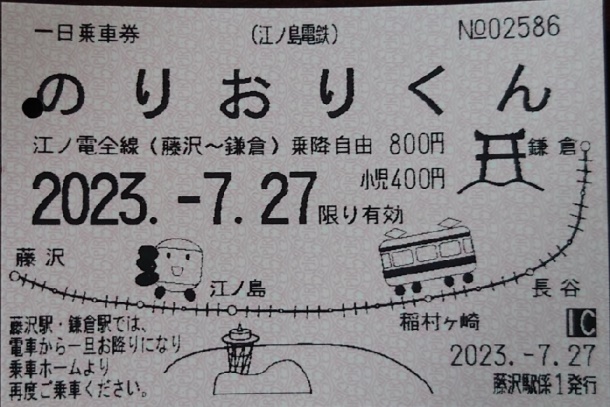 一日乗車券 (江ノ島電鉄) №02586
のりおりくん
江ノ電全線(藤沢～鎌倉)乗降自由 800円
小児400円
2023.-7.27限り有効
鎌倉
藤沢
江ノ島
稲村ヶ崎
長谷
藤沢駅・鎌倉駅では、
電車から一旦お降りになり
乗車ホームより
再度ご乗車ください。
IC
2023.-7.27
藤沢駅係1発行